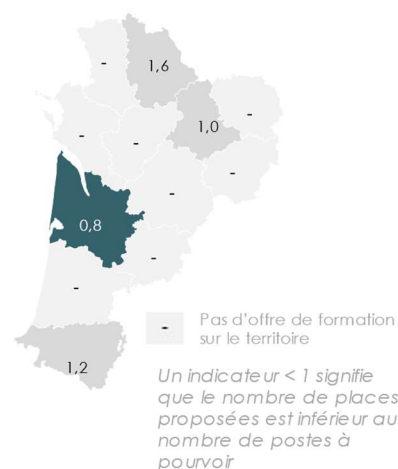 -
1,6
1,0
-
-
-
-
-
0,8
-
-
1,2
- Pas d'offre de formation
sur le territoire
Un indicateur < 1 signifie
que le nombre de places
proposées est inférieur au
nombre de postes à
pourvoir